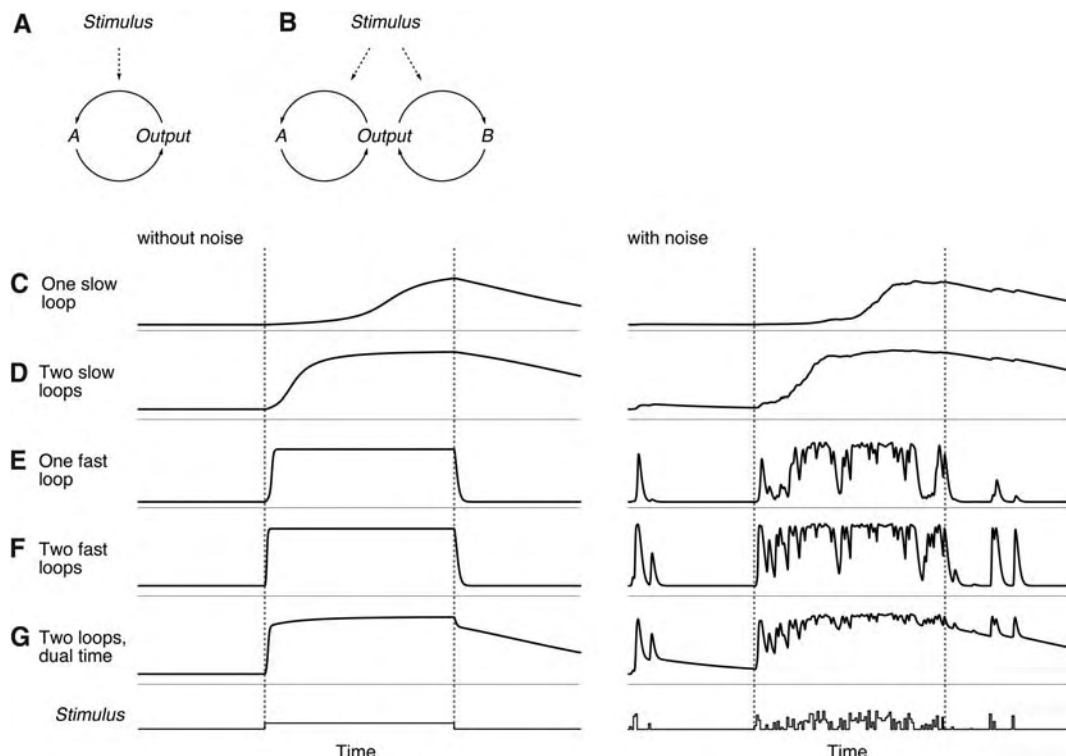 A Stimulus B Stimulus
A Output A Output B
without noise with noise
C One slow
loop
D Two slow
loops
E One fast
loop
F Two fast
loops
G Two loops,
dual time
Stimulus
Time Time